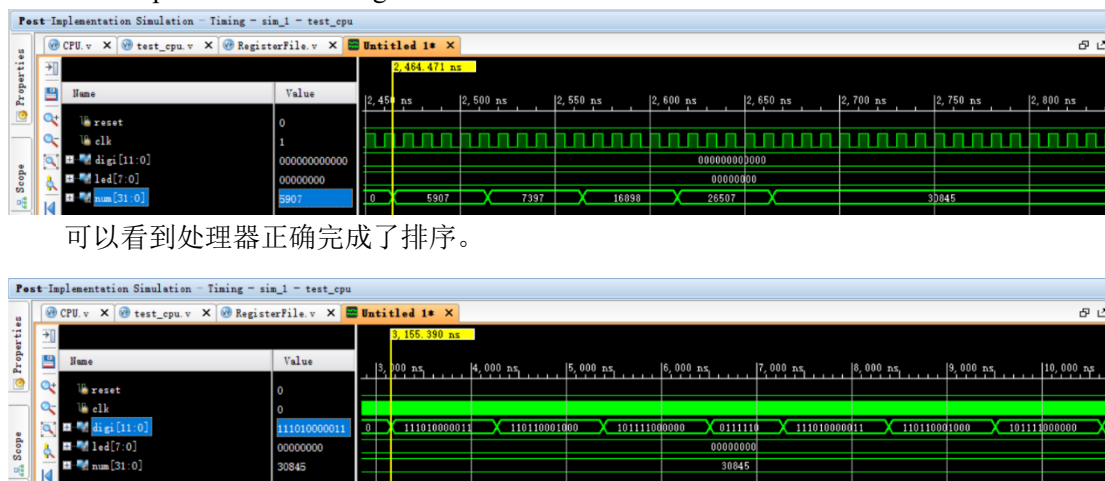 Post-Implementation Simulation - Timing - sim_1 - test_cpu
CPU.v × test_cpu.v × RegisterFile.v × Untitled 1* ×
Properties
Scope
2,464.471 ns
Name Value
2,450 ns 2,500 ns 2,550 ns 2,600 ns 2,650 ns 2,700 ns 2,750 ns 2,800 ns
reset 0
clk 1
digi[11:0] 000000000000 000000000000
led[7:0] 00000000 00000000
num[31:0] 5907 0 5907 7397 16898 26507 30845
可以看到处理器正确完成了排序。
Post-Implementation Simulation - Timing - sim_1 - test_cpu
CPU.v × test_cpu.v × RegisterFile.v × Untitled 1* ×
Properties
Scope
3,155.390 ns
Name Value
3,000 ns 4,000 ns 5,000 ns 6,000 ns 7,000 ns 8,000 ns 9,000 ns 10,000 ns
reset 0
clk 0
digi[11:0] 111010000011 0 111010000011 110110001000 101111000000 0111111 111010000011 110110001000 101111000000
led[7:0] 00000000 00000000
num[31:0] 30845 30845